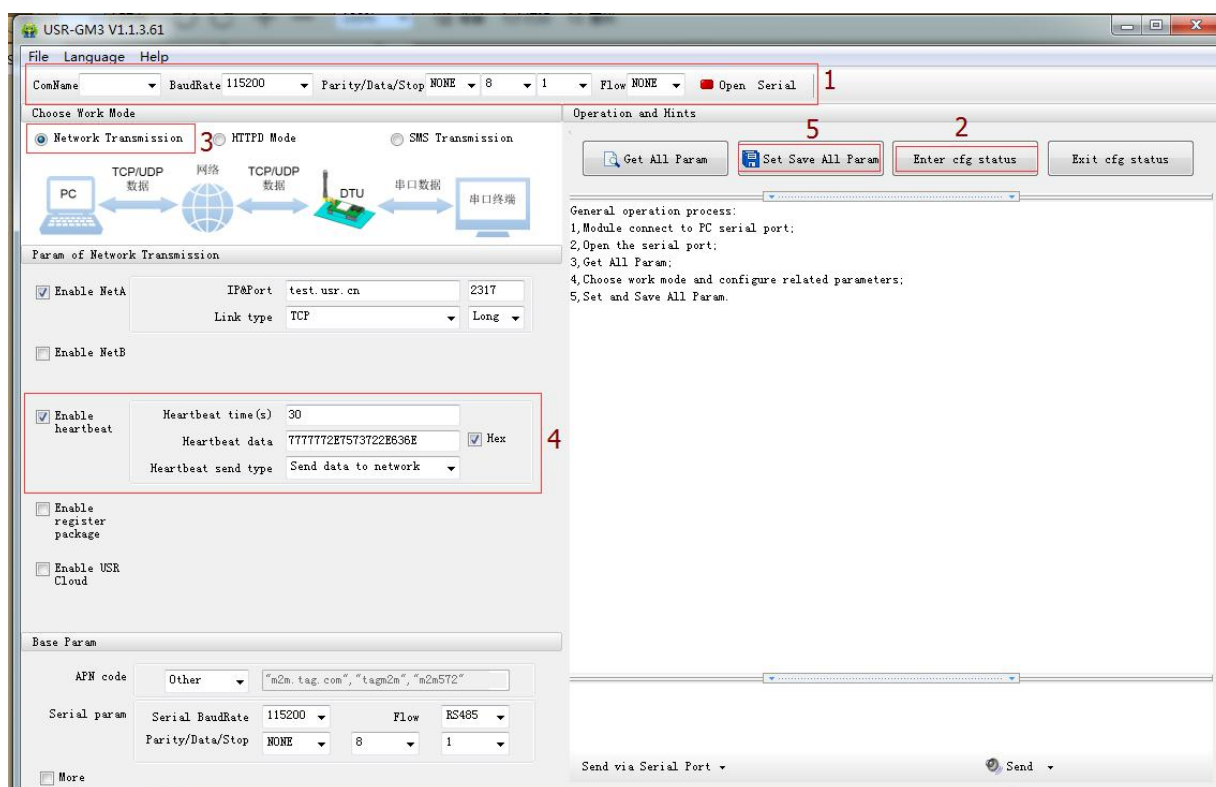 USR-GM3 V1.1.3.61
File Language Help
ComName BaudRate 115200 Parity/Data/Stop NONE 8 1 Flow NONE Open Serial 1
Choose Work Mode
Network Transmission 3 HTTPD Mode SMS Transmission
TCP/UDP 数据 网络 TCP/UDP 数据 串口数据
PC DTU 串口终端
Param of Network Transmission
Enable NetA IP&Port test.usr.cn 2317
Link type TCP Long
Enable NetB
Enable heartbeat Heartbeat time(s) 30
Heartbeat data 7777772E7573722E636E Hex 4
Heartbeat send type Send data to network
Enable
register
package
Enable USR
Cloud
Base Param
APN code Other "m2m.tag.com","tagm2m","m2m572"
Serial param Serial BaudRate 115200 Flow RS485
Parity/Data/Stop NONE 8 1
More
Operation and Hints
5 2
Get All Param Set Save All Param Enter cfg status Exit cfg status
General operation process:
1,Module connect to PC serial port;
2,Open the serial port;
3,Get All Param;
4,Choose work mode and configure related parameters;
5,Set and Save All Param.
Send via Serial Port Send